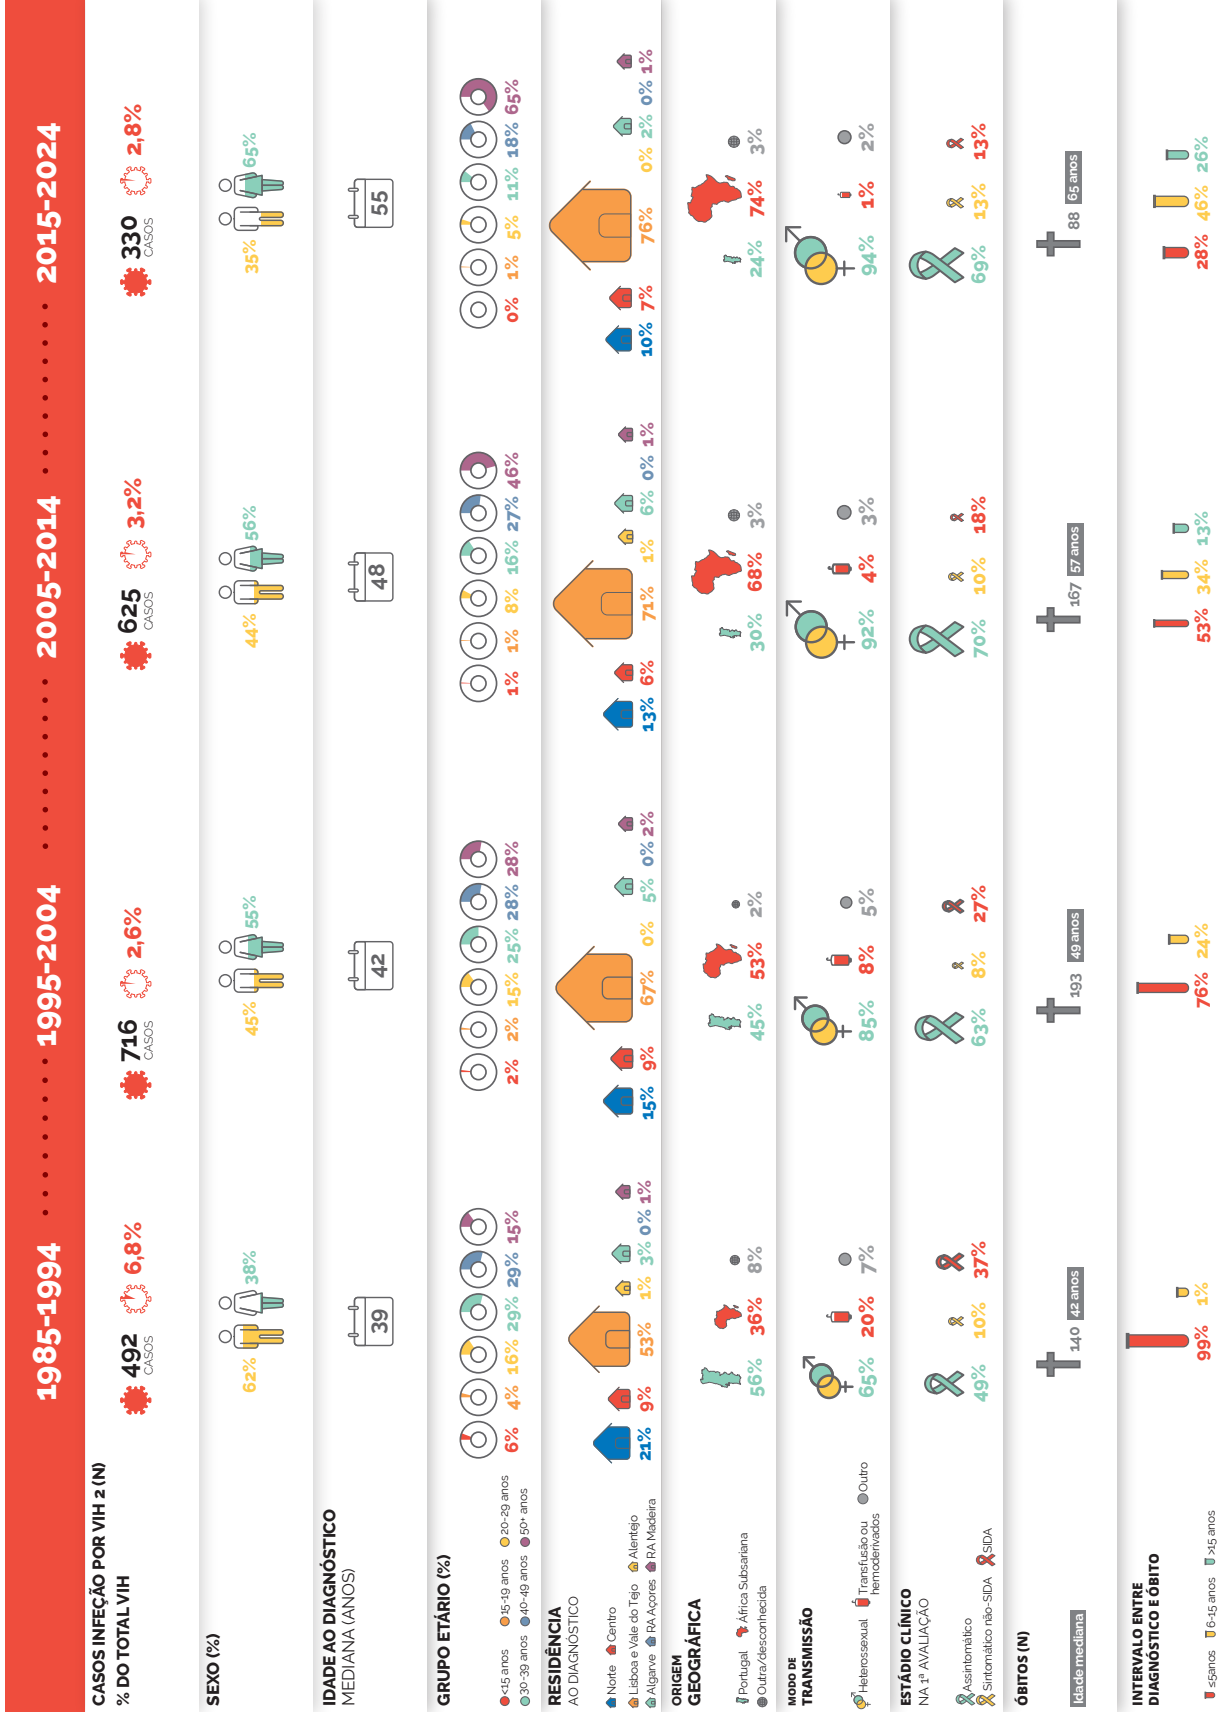 1985-1994 1995-2004 2005-2014 2015-2024
CASOS INFEÇÃO POR VIH 2 (N)
% DO TOTAL VIH
492 CASOS 6,8%
716 CASOS 2,6%
625 CASOS 3,2%
330 CASOS 2,8%
SEXO (%)
62% 38%
45% 55%
44% 56%
35% 65%
IDADE AO DIAGNÓSTICO
MEDIANA (ANOS)
39
42
48
55
GRUPO ETÁRIO (%)
<15 anos 15-19 anos 20-29 anos
30-39 anos 40-49 anos 50+ anos
6% 4% 16% 29% 29% 15%
2% 2% 15% 25% 28% 28%
1% 1% 8% 16% 27% 46%
0% 1% 5% 11% 18% 65%
RESIDÊNCIA
AO DIAGNÓSTICO
Norte Centro
Lisboa e Vale do Tejo Alentejo
Algarve RA Açores RA Madeira
21% 9% 53% 1% 3% 0% 1%
15% 9% 67% 0% 5% 0% 2%
13% 6% 71% 1% 6% 0% 1%
10% 7% 76% 0% 2% 0% 1%
ORIGEM
GEOGRÁFICA
Portugal África Subsariana
Outra/desconhecida
56% 36% 8%
45% 53% 2%
30% 68% 3%
24% 74% 3%
MODO DE
TRANSMISSÃO
Heterossexual Transfusão ou Outro
hemoderivados
65% 20% 7%
85% 8% 5%
92% 4% 3%
94% 1% 2%
ESTÁDIO CLÍNICO
NA 1ª AVALIAÇÃO
Assintomático
Sintomático não-SIDA SIDA
49% 10% 37%
63% 8% 27%
70% 10% 18%
69% 13% 13%
ÓBITOS (N)
Idade mediana
140 42 anos
193 49 anos
167 57 anos
88 65 anos
INTERVALO ENTRE
DIAGNÓSTICO E ÓBITO
≤5anos 6-15 anos >15 anos
99% 1%
76% 24%
53% 34% 13%
28% 46% 26%